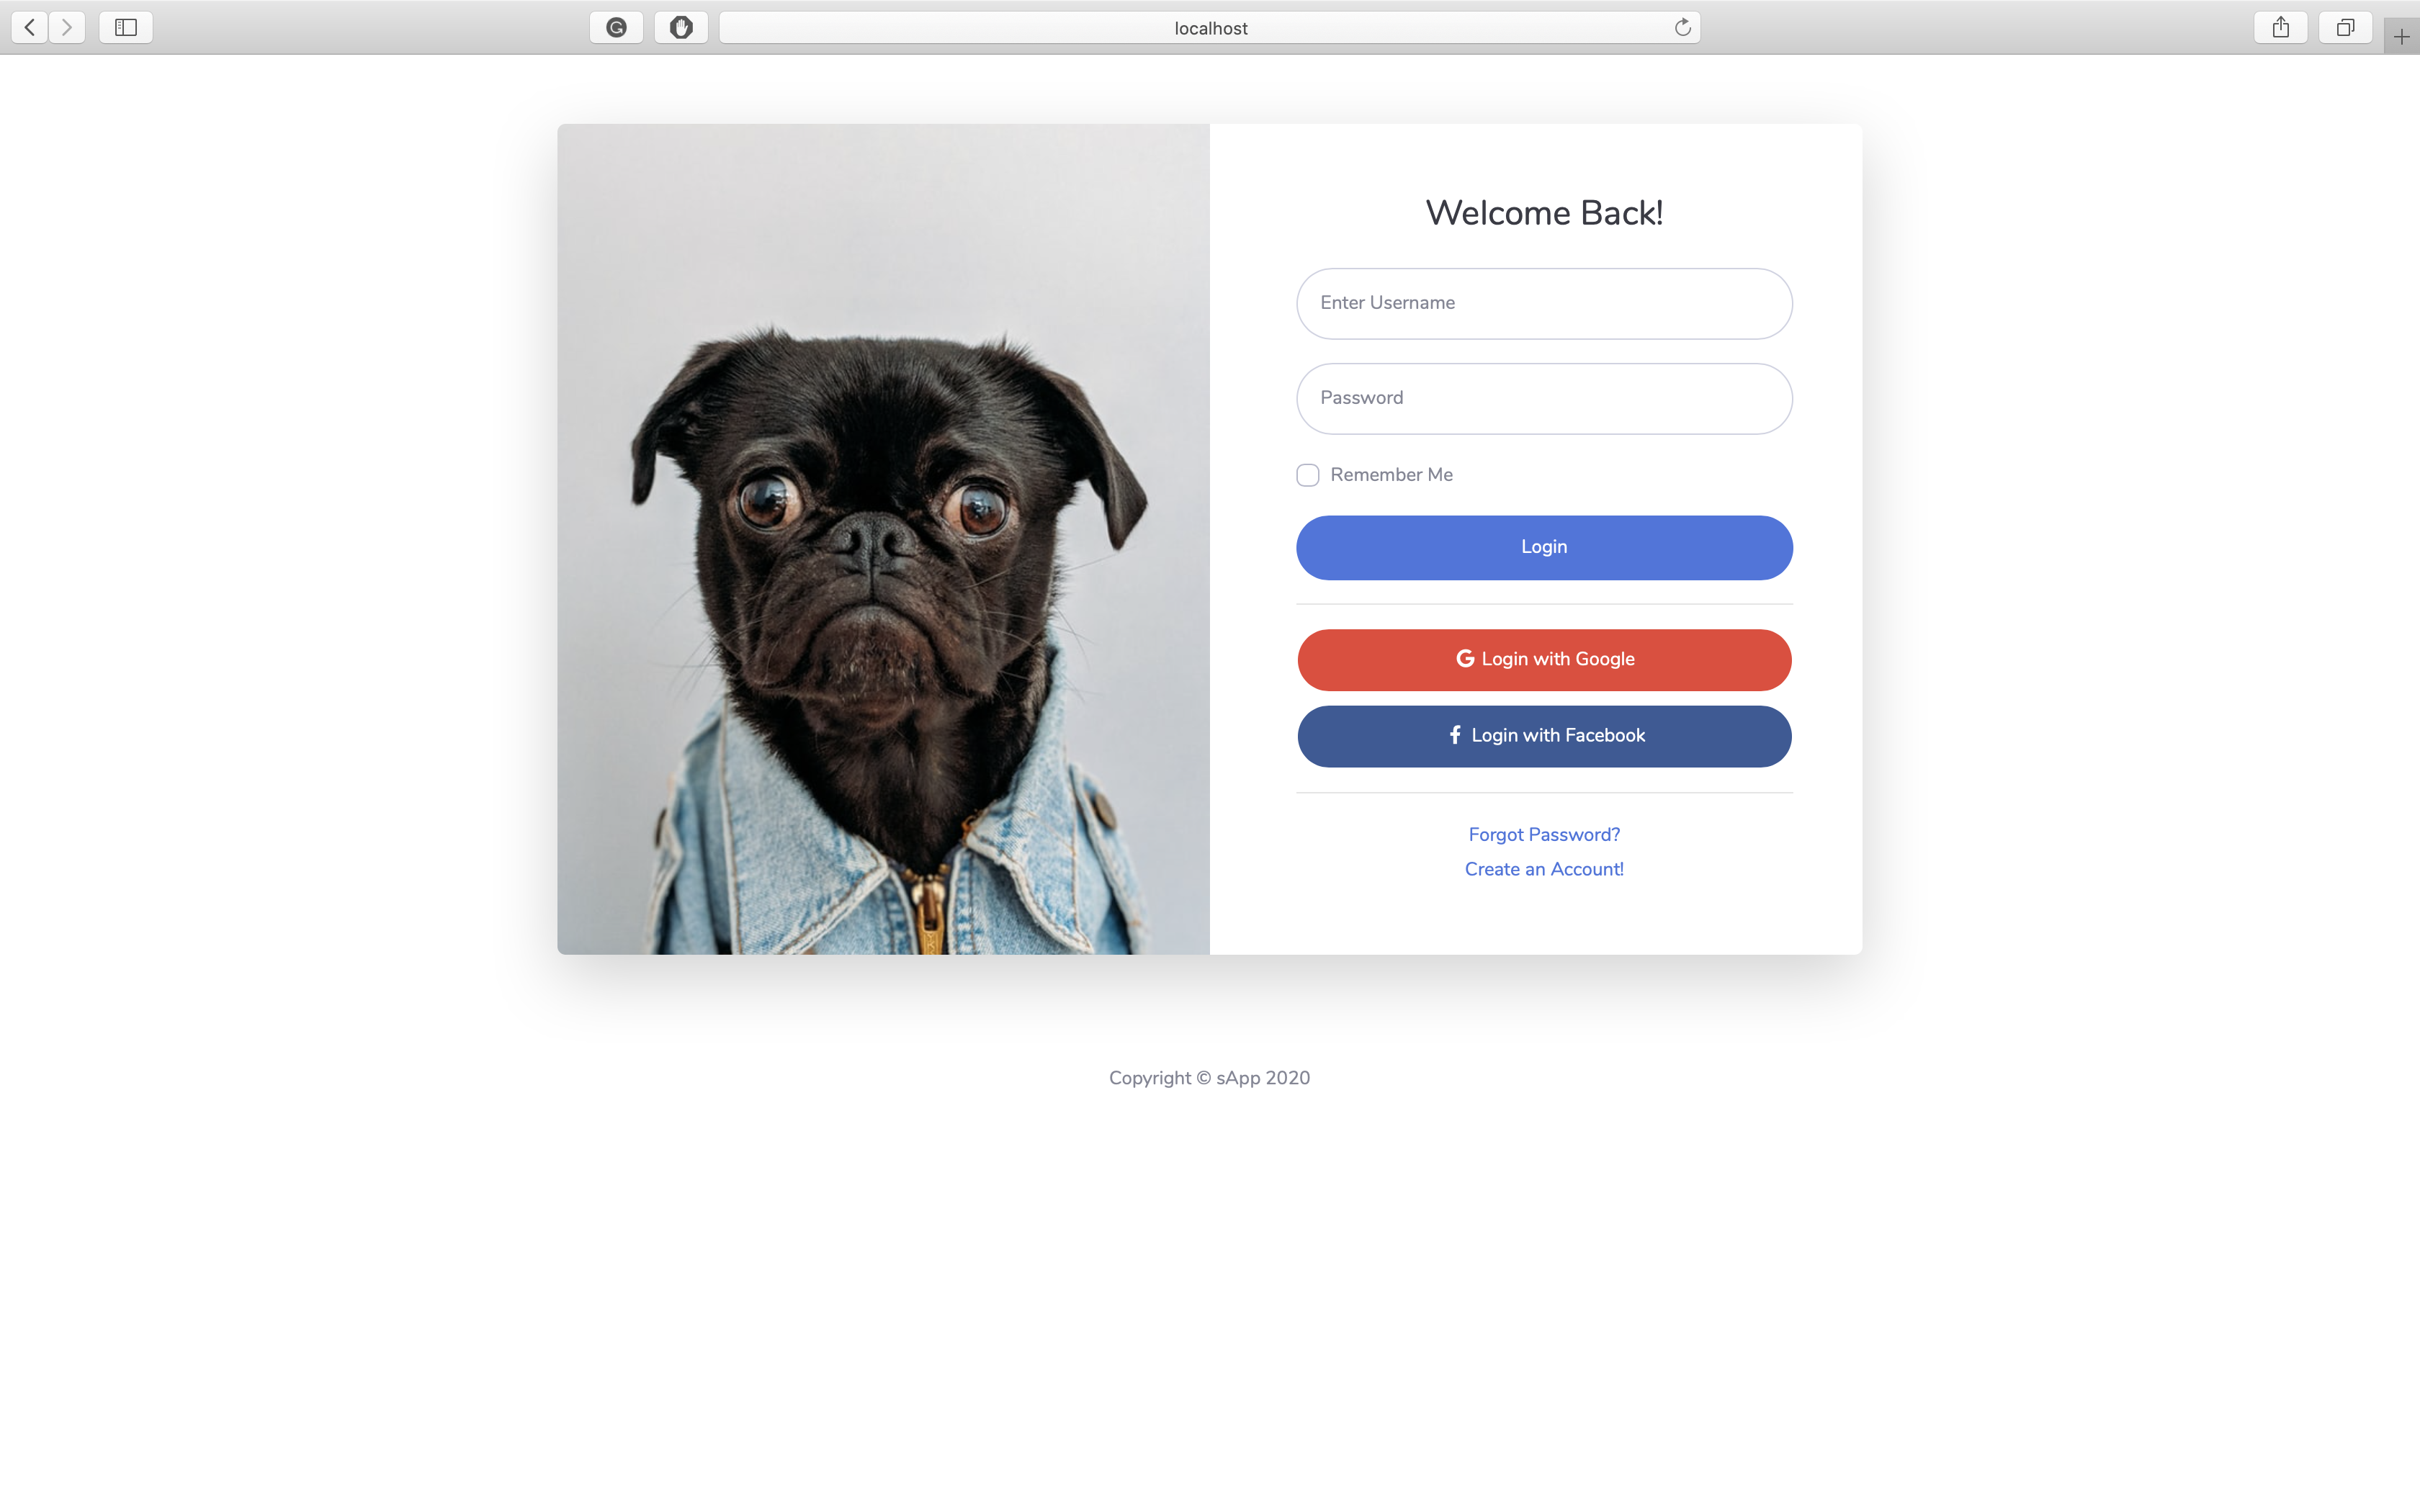 localhost
Welcome Back!
Enter Username
Password
Remember Me
Login
Login with Google
Login with Facebook
Forgot Password?
Create an Account!
Copyright © sApp 2020